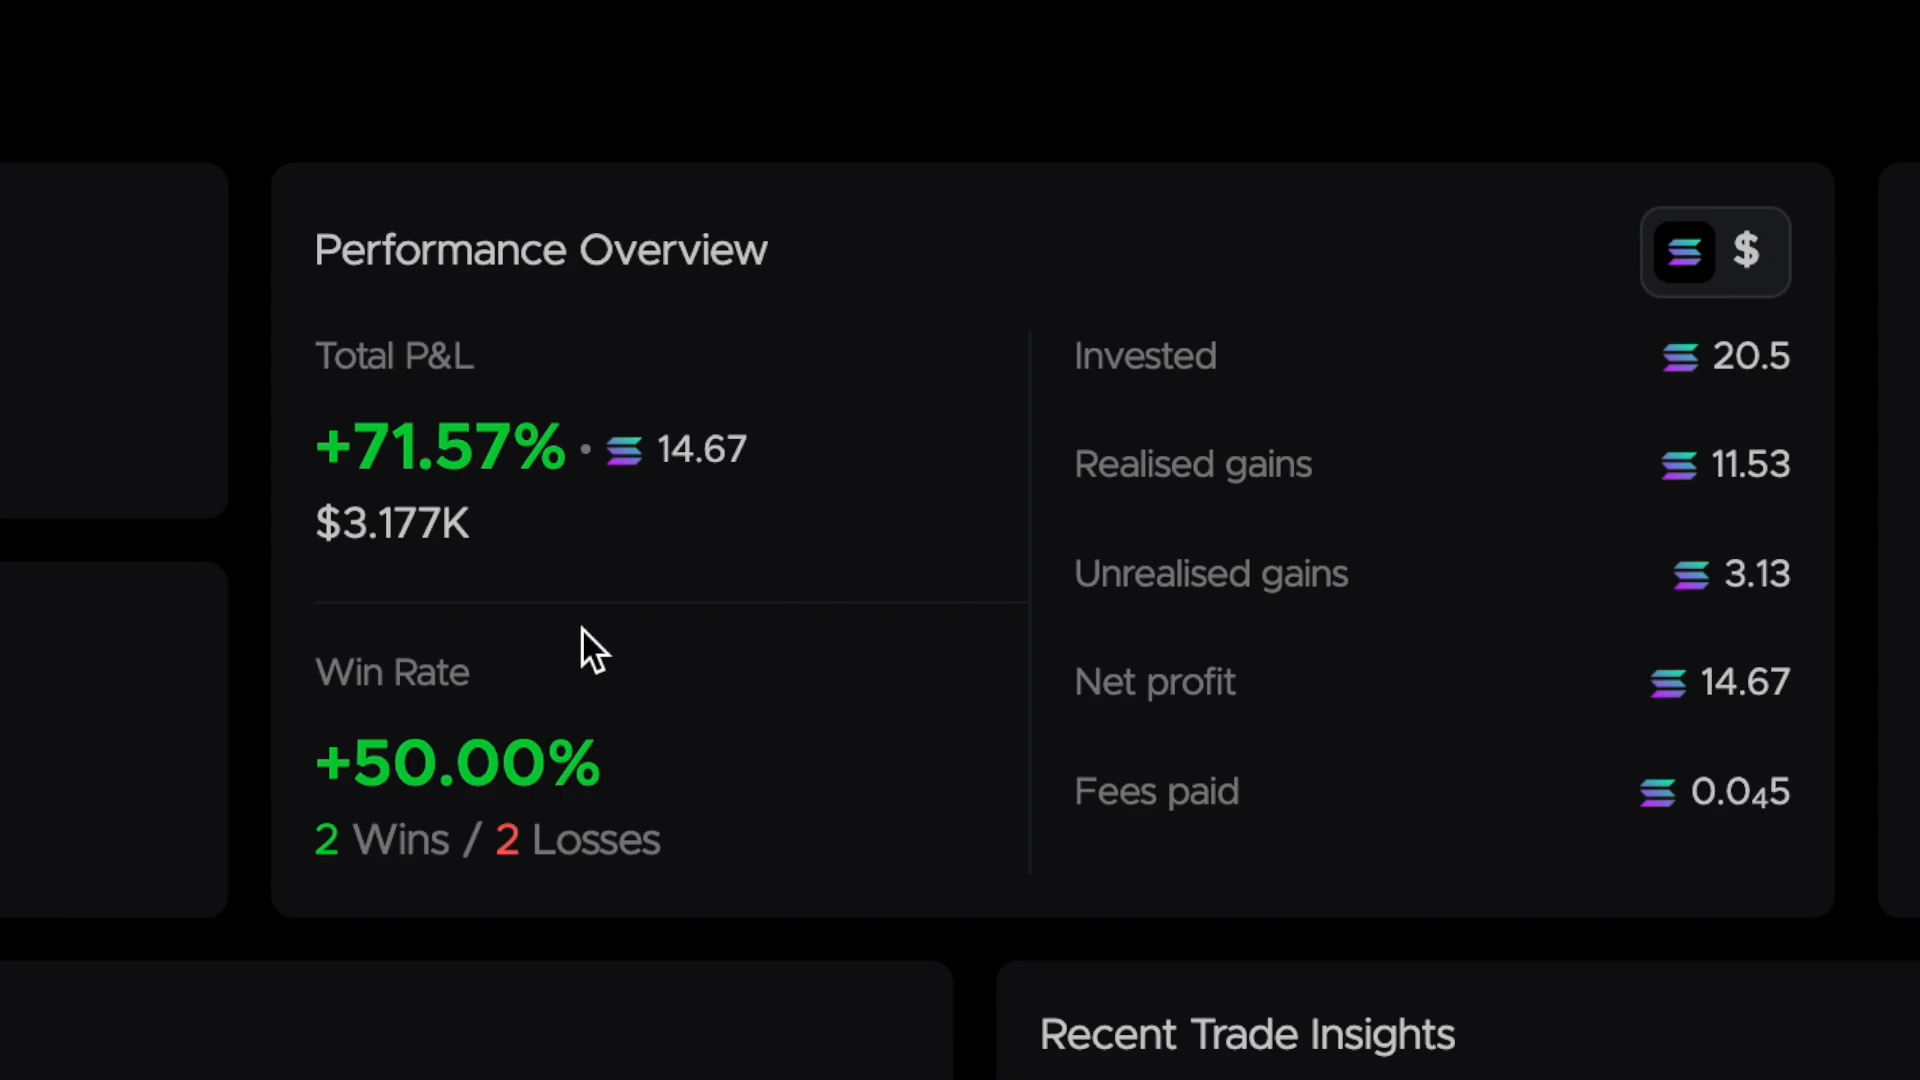 Performance Overview
$
Total P&L
+71.57% • 14.67
$3.177K
Win Rate
+50.00%
2 Wins / 2 Losses
Invested 20.5
Realised gains 11.53
Unrealised gains 3.13
Net profit 14.67
Fees paid 0.0₄5
Recent Trade Insights